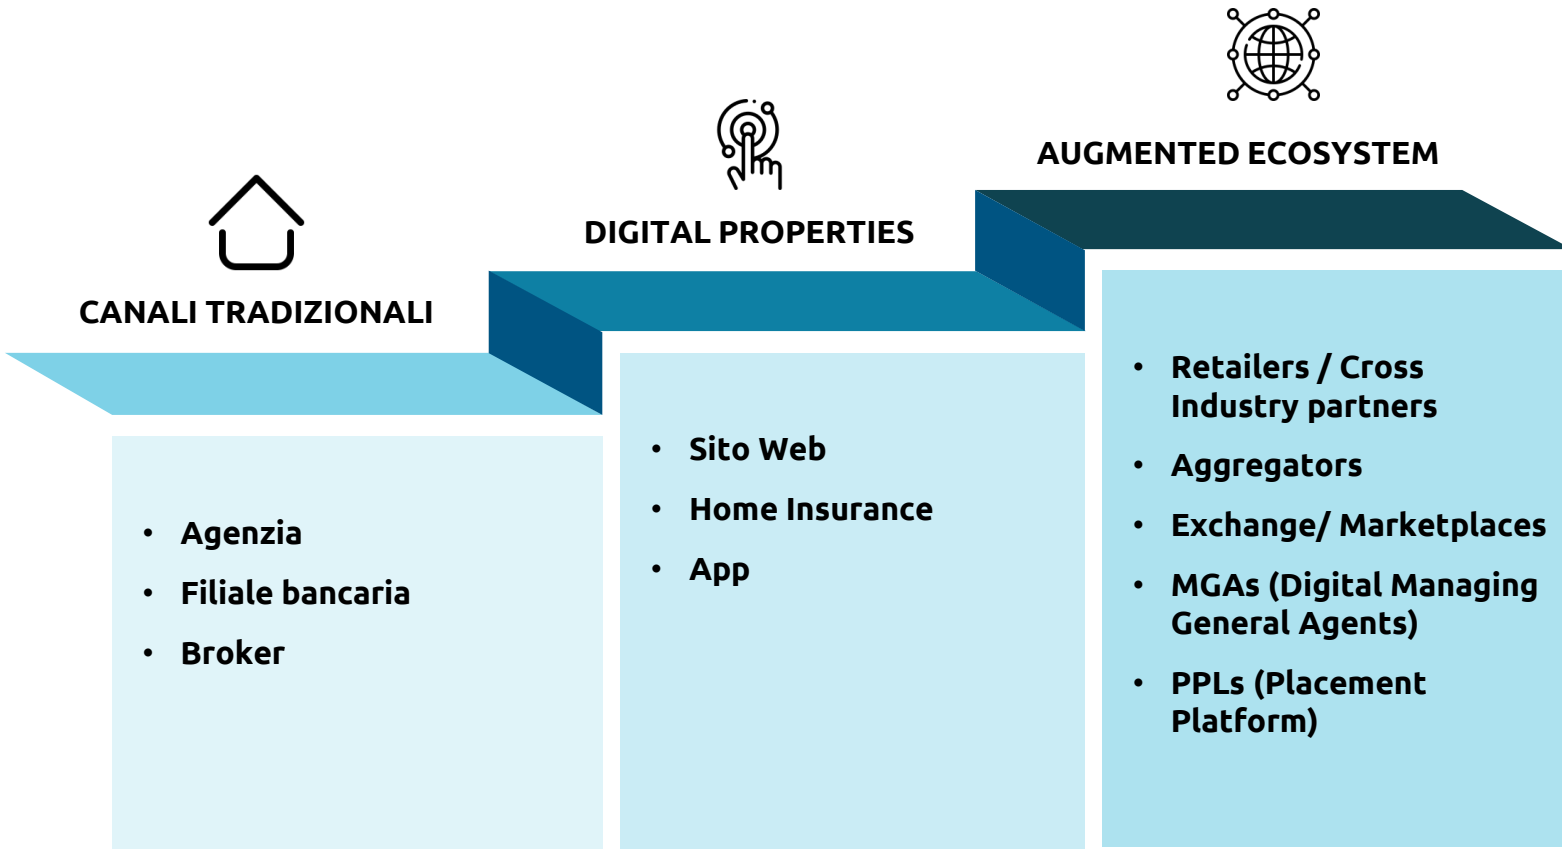 CANALI TRADIZIONALI
• Agenzia
• Filiale bancaria
• Broker
DIGITAL PROPERTIES
• Sito Web
• Home Insurance
• App
AUGMENTED ECOSYSTEM
• Retailers / Cross
Industry partners
• Aggregators
• Exchange/ Marketplaces
• MGAs (Digital Managing
General Agents)
• PPLs (Placement
Platform)